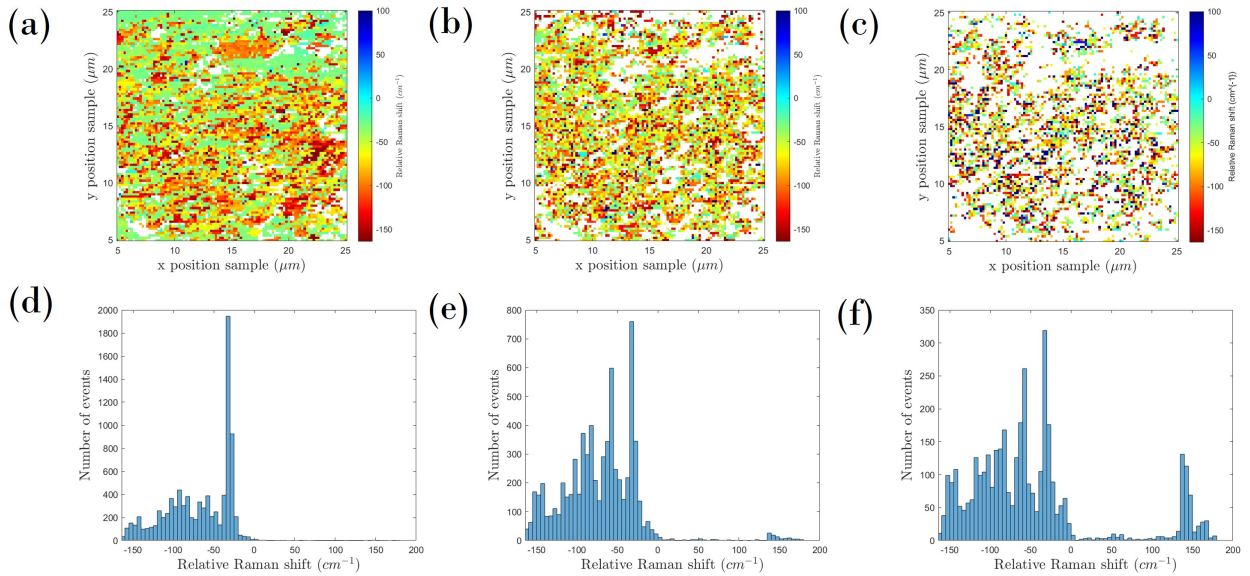 (a)
25
20
15
10
5
y position sample (μm)
5 10 15 20 25
x position sample (μm)
100
50
0
-50
-100
-150
Relative Raman shift (cm⁻¹)
(b)
25
20
15
10
5
y position sample (μm)
5 10 15 20 25
x position sample (μm)
100
50
0
-50
-100
-150
Relative Raman shift (cm⁻¹)
(c)
25
20
15
10
5
y position sample (μm)
5 10 15 20 25
x position sample (μm)
100
50
0
-50
-100
-150
Relative Raman shift (cm^{-1})
(d)
2000
1800
1600
1400
1200
1000
800
600
400
200
0
Number of events
-150 -100 -50 0 50 100 150 200
Relative Raman shift (cm⁻¹)
(e)
800
700
600
500
400
300
200
100
0
Number of events
-150 -100 -50 0 50 100 150 200
Relative Raman shift (cm⁻¹)
(f)
350
300
250
200
150
100
50
0
Number of events
-150 -100 -50 0 50 100 150 200
Relative Raman shift (cm⁻¹)